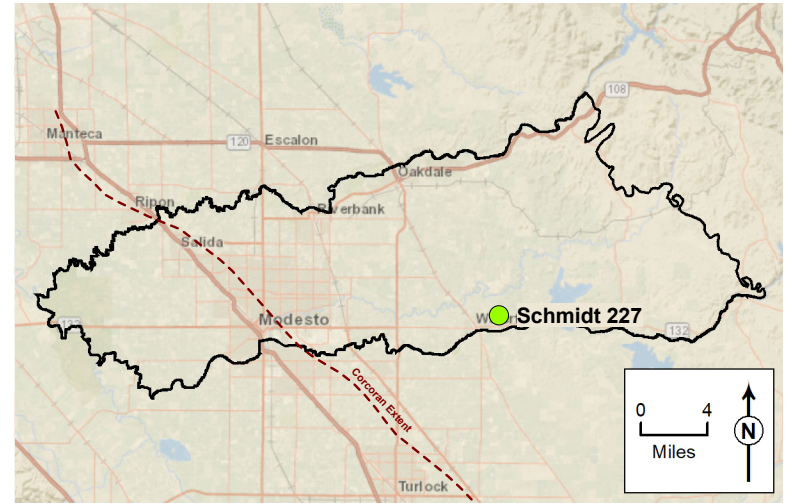 108
Manteca
120
Escalon
Oakdale
Ripon
Riverbank
Salida
Schmidt 227
Modesto
132
132
Corcoran Extent
0 4
Miles
N
Turlock